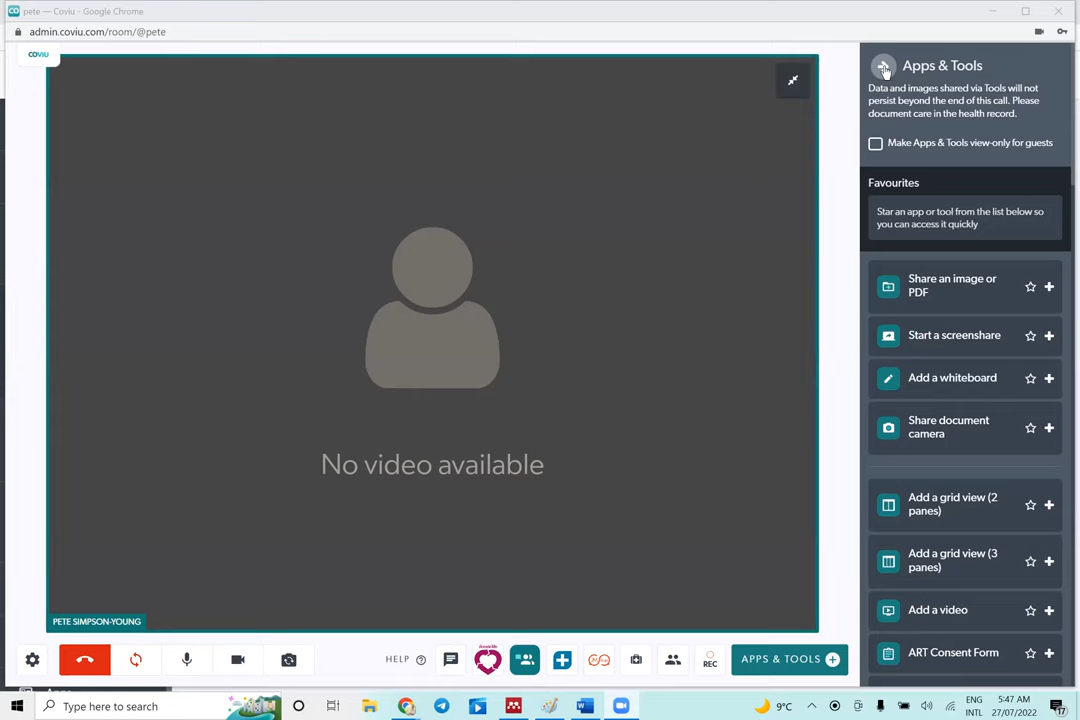 pete - Coviu - Google Chrome
admin.coviu.com/room/@pete
COVIU
Apps & Tools
Data and images shared via Tools will not
persist beyond the end of this call. Please
document care in the health record.
Make Apps & Tools view-only for guests
Favourites
Star an app or tool from the list below so
you can access it quickly
Share an image or
PDF
Start a screenshare
Add a whiteboard
Share document
camera
Add a grid view (2
panes)
Add a grid view (3
panes)
Add a video
ART Consent Form
No video available
PETE SIMPSON-YOUNG
HELP
REC
APPS & TOOLS
Type here to search
9°C
ENG
INTL
5:47 AM
27/07/2022
17